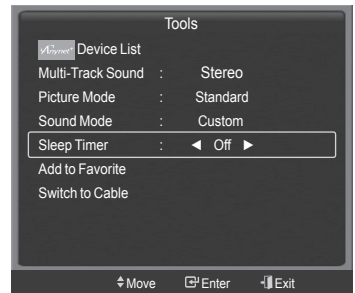 Tools
Anynet+ Device List
Multi-Track Sound : Stereo
Picture Mode : Standard
Sound Mode : Custom
Sleep Timer : ◄ Off ►
Add to Favorite
Switch to Cable
Move Enter Exit